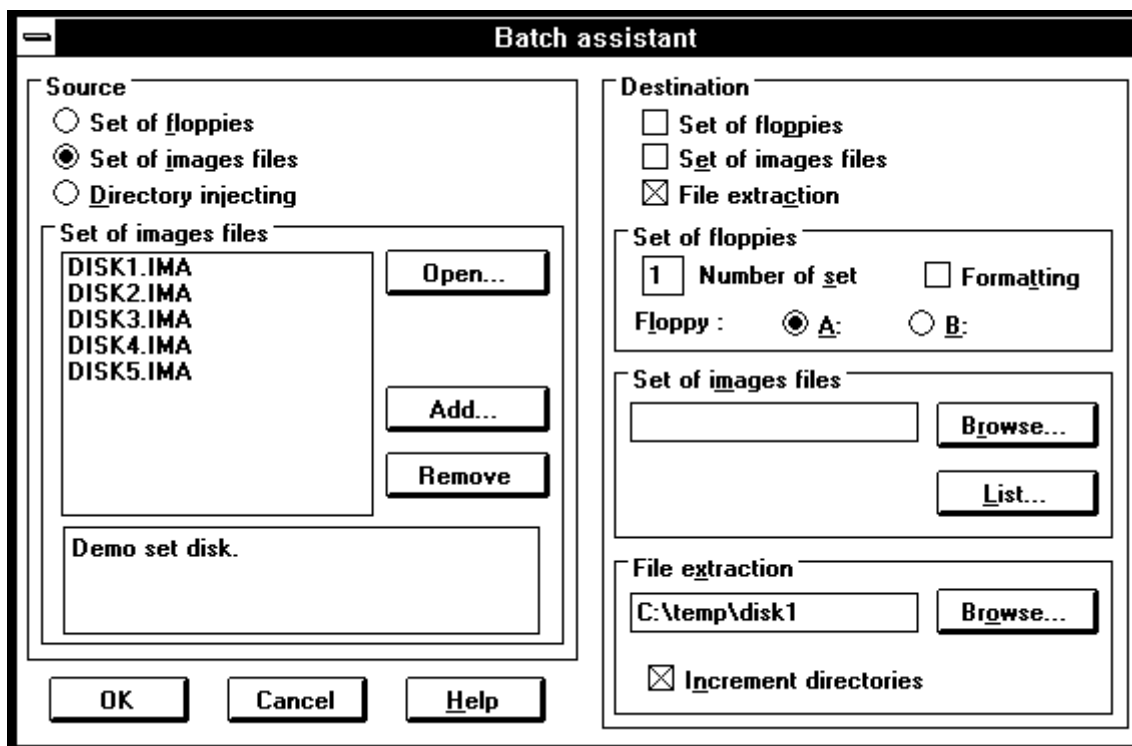 Batch assistant
Source
Set of floppies
Set of images files
Directory injecting
Set of images files
DISK1.IMA
DISK2.IMA
DISK3.IMA
DISK4.IMA
DISK5.IMA
Open...
Add...
Remove
Demo set disk.
OK
Cancel
Help
Destination
Set of floppies
Set of images files
File extraction
Set of floppies
1 Number of set
Formatting
Floppy :
A:
B:
Set of images files
Browse...
List...
File extraction
C:\temp\disk1
Browse...
Increment directories